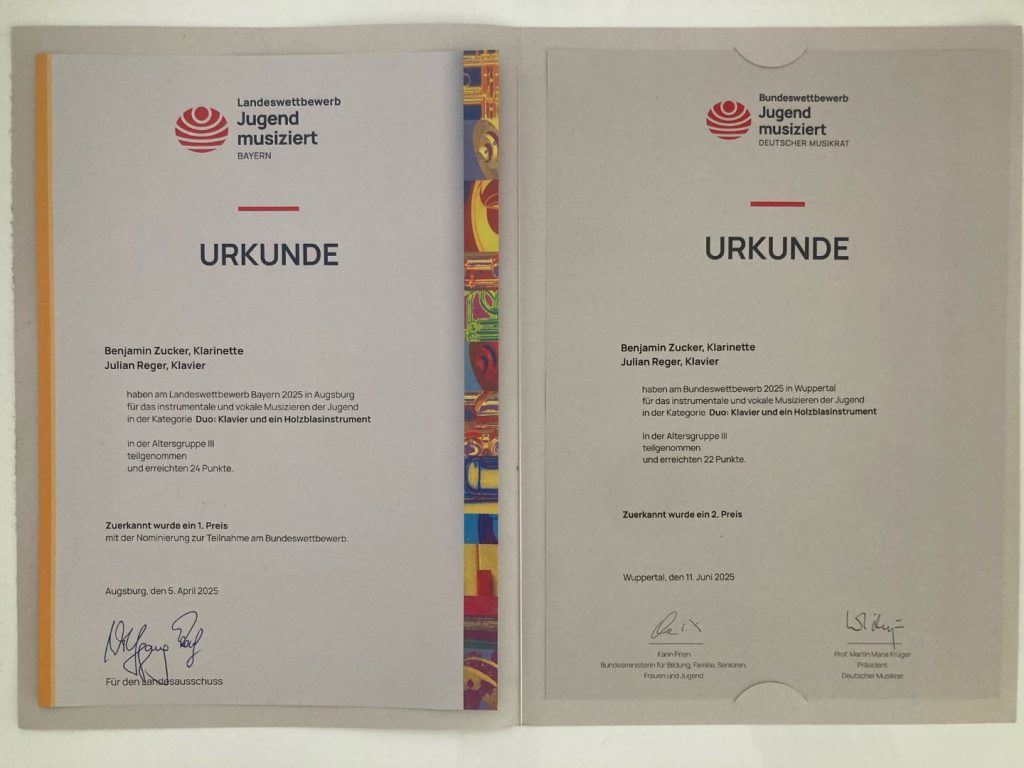 Landeswettbewerb
Jugend
musiziert
BAYERN
URKUNDE
Benjamin Zucker, Klarinette
Julian Reger, Klavier
haben am Landeswettbewerb Bayern 2025 in Augsburg
für das instrumentale und vokale Musizieren der Jugend
in der Kategorie Duo: Klavier und ein Holzblasinstrument
in der Altersgruppe III
teilgenommen
und erreichten 24 Punkte.
Zuerkannt wurde ein 1. Preis
mit der Nominierung zur Teilnahme am Bundeswettbewerb.
Augsburg, den 5. April 2025
Wolfgang
Für den Landesausschuss
Bundeswettbewerb
Jugend
musiziert
DEUTSCHER MUSIKRAT
URKUNDE
Benjamin Zucker, Klarinette
Julian Reger, Klavier
haben am Bundeswettbewerb 2025 in Wuppertal
für das instrumentale und vokale Musizieren der Jugend
in der Kategorie Duo: Klavier und ein Holzblasinstrument
in der Altersgruppe III
teilgenommen
und erreichten 22 Punkte.
Zuerkannt wurde ein 2. Preis
Wuppertal, den 11. Juni 2025
Karin Prien
Bundesministerin für Bildung, Familie, Senioren,
Frauen und Jugend
Prof. Martin Maria Krüger
Präsident
Deutscher Musikrat